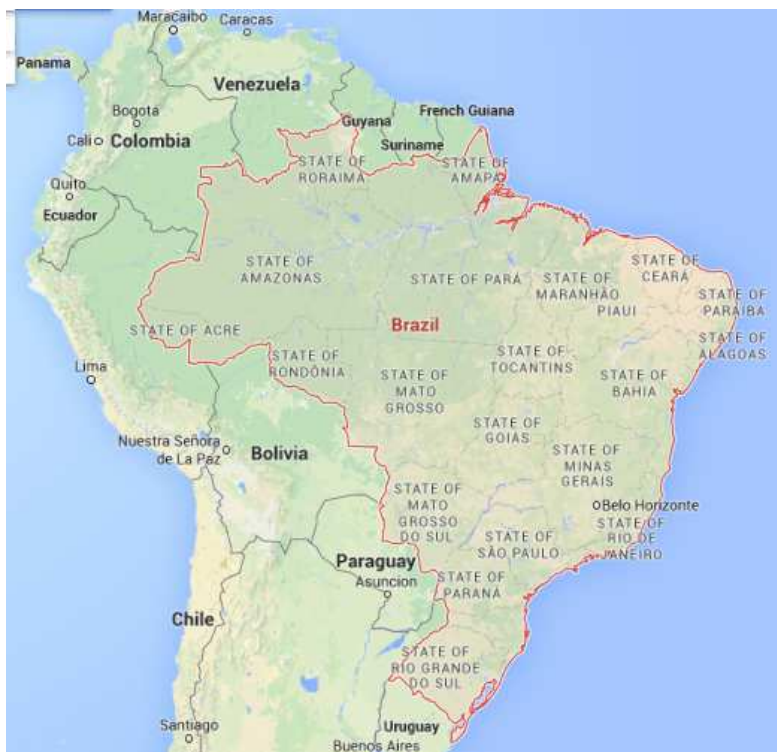 Maracaibo
Caracas
Panama
Venezuela
Bogotá
Cali
Colombia
Guyana
French Guiana
Suriname
STATE OF
RORAIMA
STATE OF
AMAPÁ
Quito
Ecuador
STATE OF
AMAZONAS
STATE OF PARÁ
STATE OF
MARANHÃO
PIAUI
STATE OF
CEARÁ
STATE OF
PARAÍBA
Brazil
STATE OF ACRE
STATE OF
ALAGOAS
Lima
STATE OF
RONDÔNIA
STATE OF
TOCANTINS
STATE OF
MATO
GROSSO
STATE OF
BAHIA
Nuestra Señora
de La Paz
Bolivia
STATE OF
GOIÁS
STATE OF
MINAS
GERAIS
STATE OF
MATO
GROSSO
DO SUL
Belo Horizonte
STATE OF
RIO DE
JANEIRO
STATE OF
SÃO PAULO
Paraguay
Asuncion
STATE OF
PARANÁ
Chile
STATE OF
RIO GRANDE
DO SUL
Santiago
Uruguay
Buenos Aires